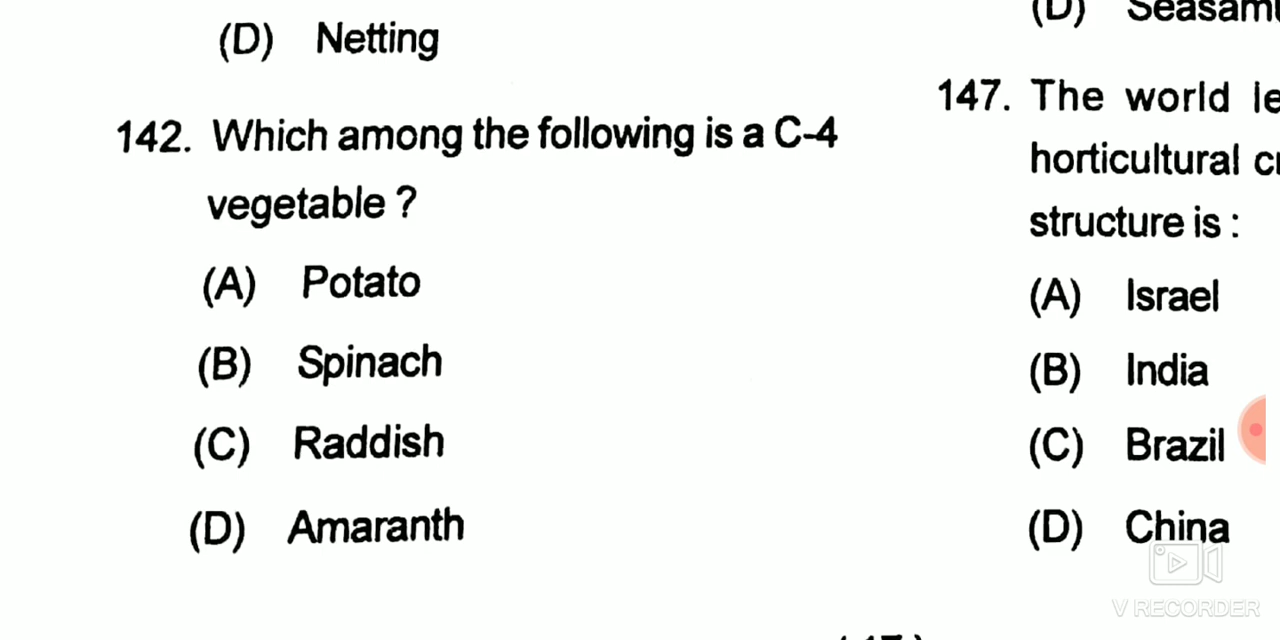 (D) Netting
142. Which among the following is a C-4
vegetable ?
(A) Potato
(B) Spinach
(C) Raddish
(D) Amaranth
(D)
147. The world
horticultural
structure is :
(A) Israel
(B) India
(C) Brazil
(D) China
V RECORDER